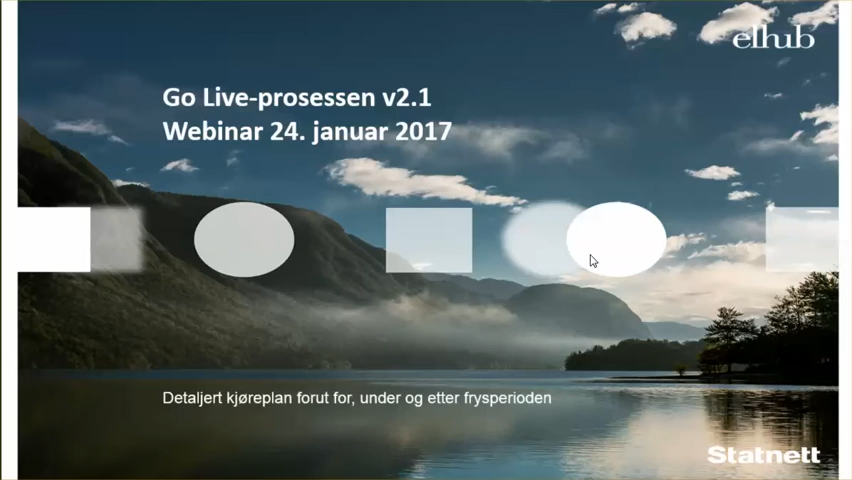 elhub
Go Live-prosessen v2.1
Webinar 24. januar 2017
Detaljert kjøreplan forut for, under og etter frysperioden
Statnett